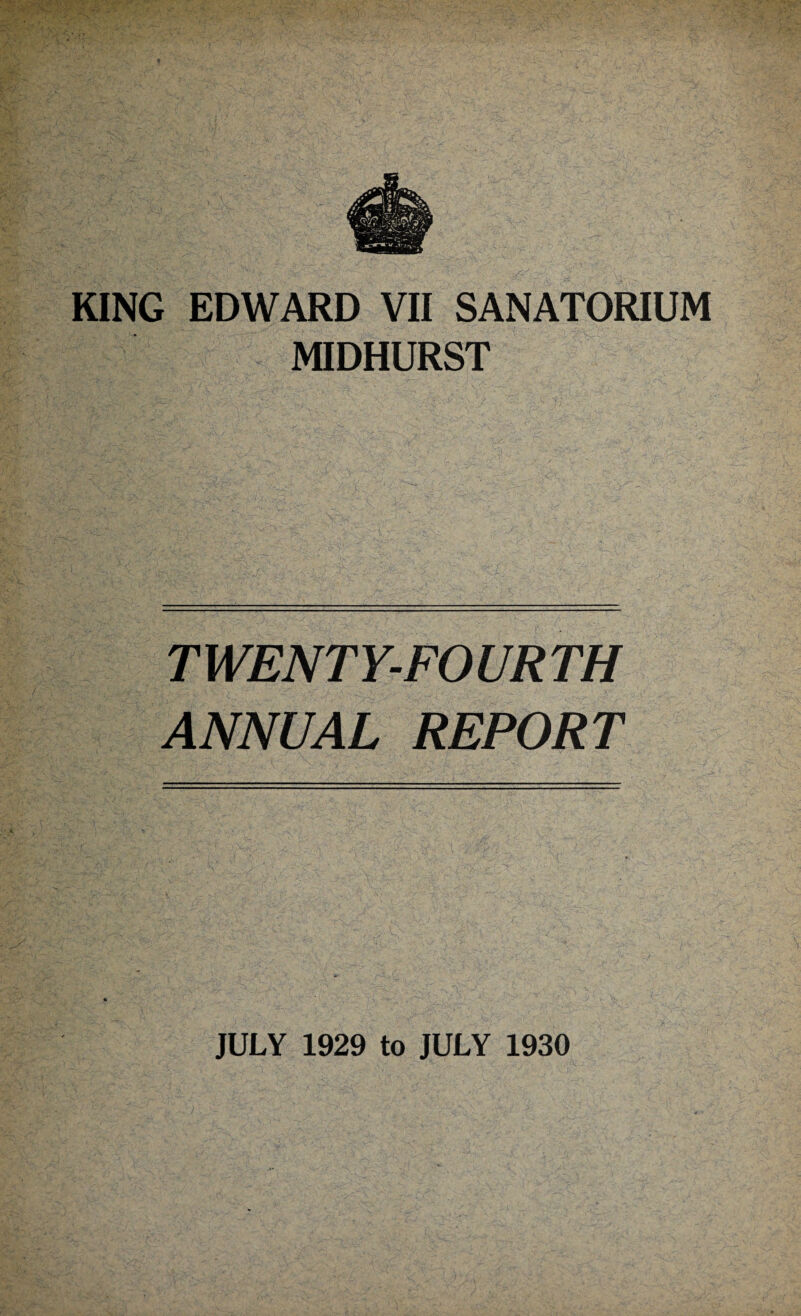 KING EDWARD VII SANATORIUM
MIDHURST
TWENTY-FOURTH
ANNUAL REPORT
JULY 1929 to JULY 1930